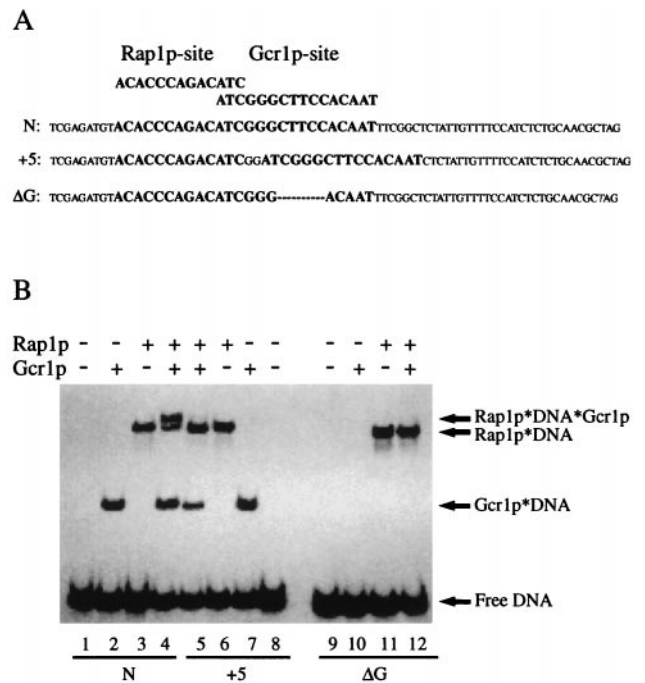 A
Rap1p-site Gcr1p-site
ACACCCAGACATC
ATCGGGCTTCCACAAT
N: TCGAGATGTACACCCAGACATCGGGCTTCCACAATTTCGGCTCTATTGTTTTCCATCTCTGCAACGCTAG
+5: TCGAGATGTACACCCAGACATCGGATCGGGCTTCCACAATCTCTATTGTTTTCCATCTCTGCAACGCTAG
ΔG: TCGAGATGTACACCCAGACATCGGG----------ACAATTTCGGCTCTATTGTTTTCCATCTCTGCAACGCTAG
B
Rap1p - - + + + + - - - - + +
Gcr1p - + - + + - + - - + - +
Rap1p*DNA*Gcr1p
Rap1p*DNA
Gcr1p*DNA
Free DNA
1 2 3 4 5 6 7 8 9 10 11 12
N +5 ΔG